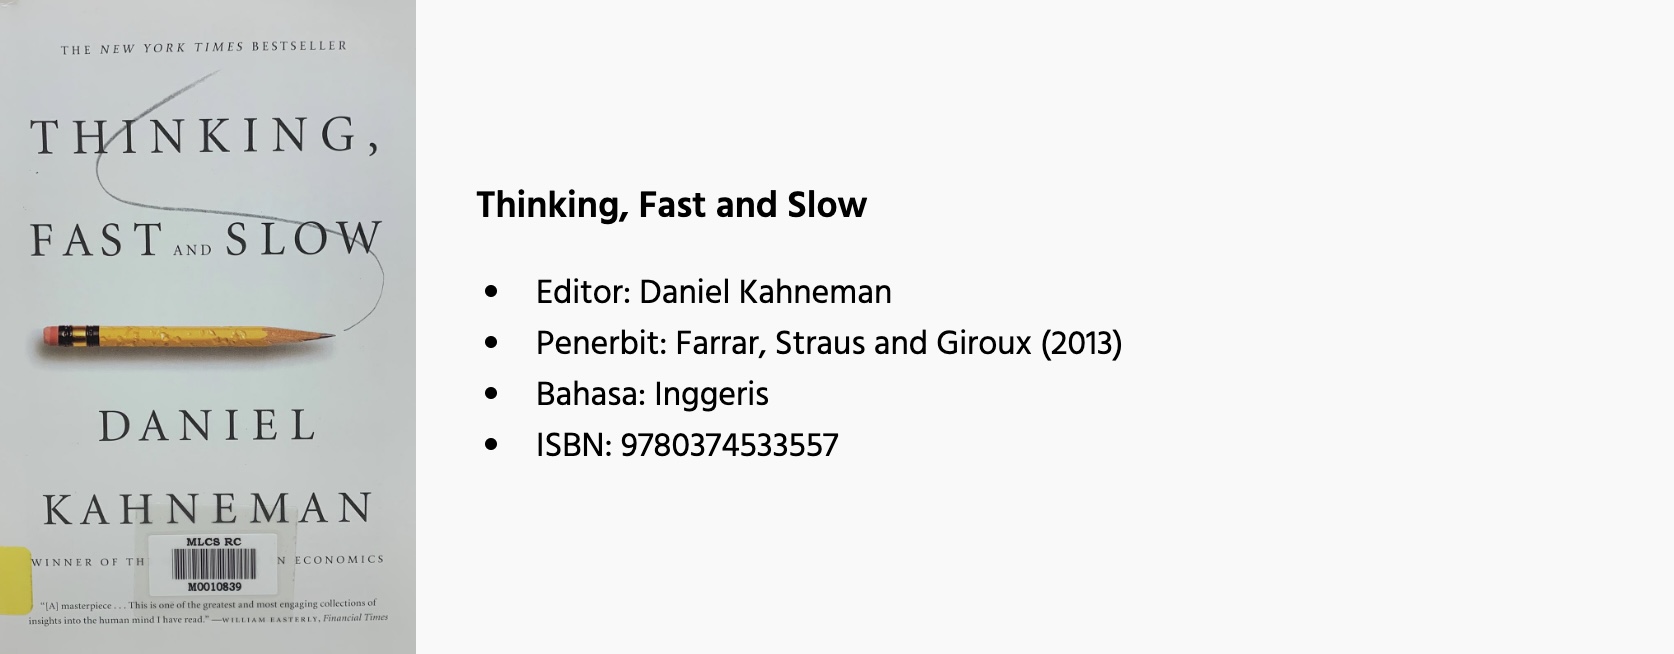 THE NEW YORK TIMES BESTSELLER
THINKING,
FAST AND SLOW
DANIEL
KAHNEMAN
MLCS RC
M0010839
WINNER OF TH N ECONOMICS
"[A] masterpiece . . . This is one of the greatest and most engaging collections of
insights into the human mind I have read." —WILLIAM EASTERLY, Financial Times
Thinking, Fast and Slow
• Editor: Daniel Kahneman
• Penerbit: Farrar, Straus and Giroux (2013)
• Bahasa: Inggeris
• ISBN: 9780374533557